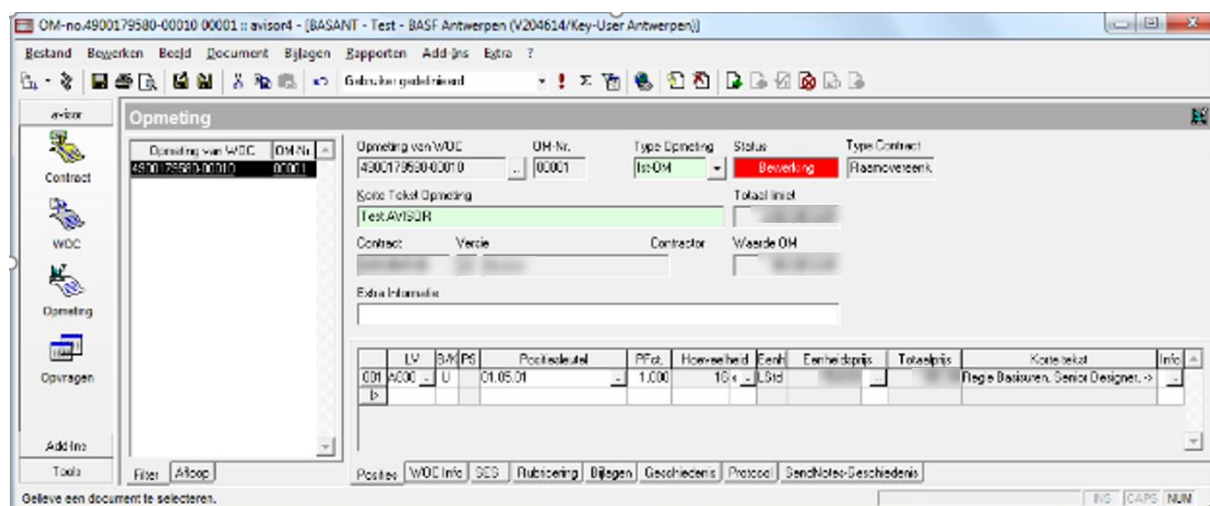 OM-no.4900179580-00010 00001 :: avisor4 - [BASANT - Test - BASF Antwerpen (V204614/Key-User Antwerpen)]
Bestand Bewerken Beeld Document Bijlagen Rapporten Add-Ins Extra ?
Gebruiker gedefinieerd
avisor
Contract
WOC
Opmeting
Opvragen
Add-Ins
Tools
Opmeting
Opmeting van WOC OM-Nr.
4900179580-00010 00001
Filter Afloop
Opmeting van WOC OM-Nr. Type Opmeting Status Type Contract
4900179580-00010 ... 00001 Ist-OM Bewerking Raamovereenk
Korte Tekst Opmeting Totaal limiet
Test AVISOR
Contract Versie Contractor Waarde OM
Extra Informatie
LV B/K PS Positiesleutel PFct. Hoeveelheid Eenh Eenheidsprijs Totaalprijs Korte tekst Info
001 A000 ... U 01.05.01 ... 1.000 16 < ... LStd ... Regie Basisuren, Senior Designer, -> ...
Posities WOC Info SES Rubricering Bijlagen Geschiedenis Protocol SendNotes-Geschiedenis
Gelieve een document te selecteren. INS CAPS NUM